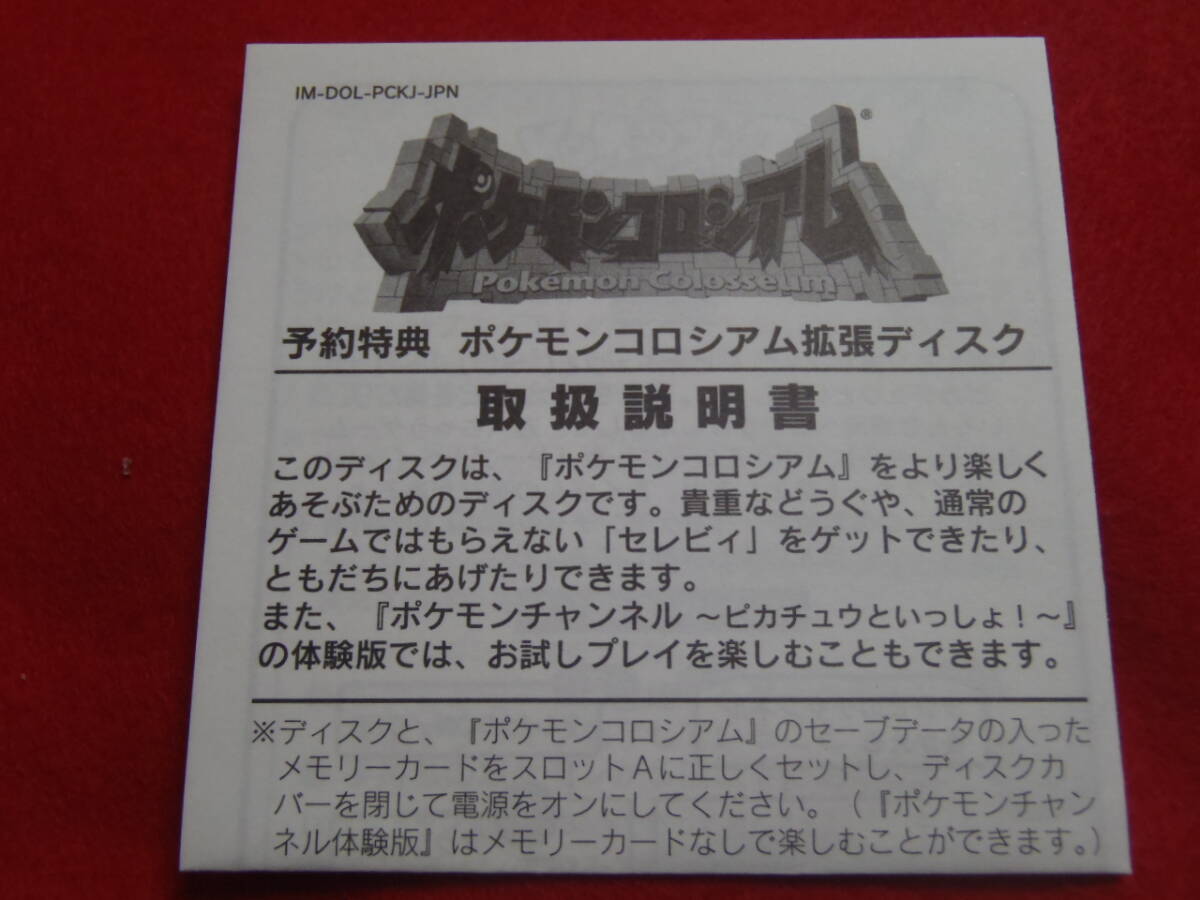 IM-DOL-PCKJ-JPN
ポケモンコロシアム®
Pokémon Colosseum
予約特典 ポケモンコロシアム拡張ディスク
取扱説明書
このディスクは、『ポケモンコロシアム』をより楽しく
あそぶためのディスクです。貴重などうぐや、通常の
ゲームではもらえない「セレビィ」をゲットできたり、
ともだちにあげたりできます。
また、『ポケモンチャンネル ～ピカチュウといっしょ！～』
の体験版では、お試しプレイを楽しむこともできます。
※ディスクと、『ポケモンコロシアム』のセーブデータの入った
メモリーカードをスロットAに正しくセットし、ディスクカ
バーを閉じて電源をオンにしてください。（『ポケモンチャン
ネル体験版』はメモリーカードなしで楽しむことができます。）